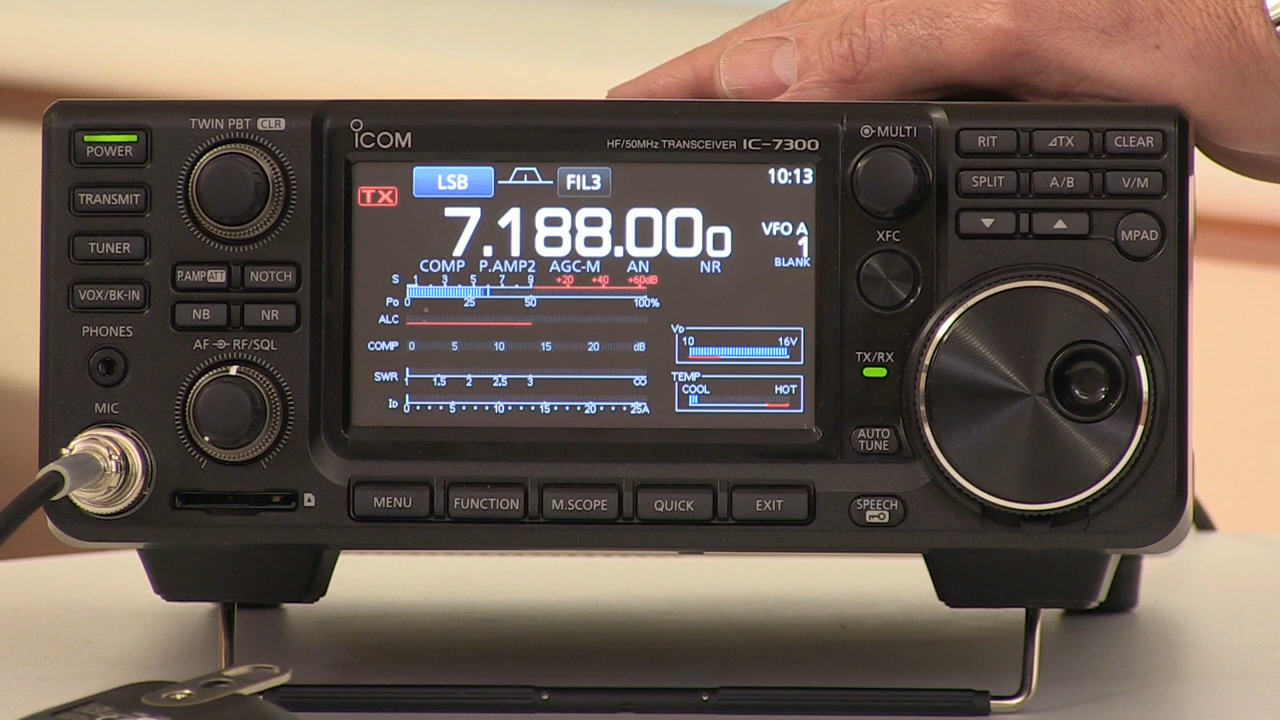 TWIN PBT CLR
POWER
TRANSMIT
TUNER
VOX/BK-IN
P.AMP ATT NOTCH
NB NR
PHONES
AF RF/SQL
MIC
ICOM
HF/50MHz TRANSCEIVER IC-7300
LSB FIL3 10:13
TX
7.188.000
VFO A
1
BLANK
COMP P.AMP2 AGC-M AN NR
S 1 3 5 7 9 +20 +40 +60dB
Po 0 25 50 100%
ALC
COMP 0 5 10 15 20 dB
SWR 1 1.5 2 2.5 3 ∞
ID 0 5 10 15 20 25A
VD
10 16V
TEMP
COOL HOT
MENU FUNCTION M.SCOPE QUICK EXIT
MULTI
XFC
TX/RX
AUTO
TUNE
SPEECH
RIT ⊿TX CLEAR
SPLIT A/B V/M
▼ ▲
MPAD